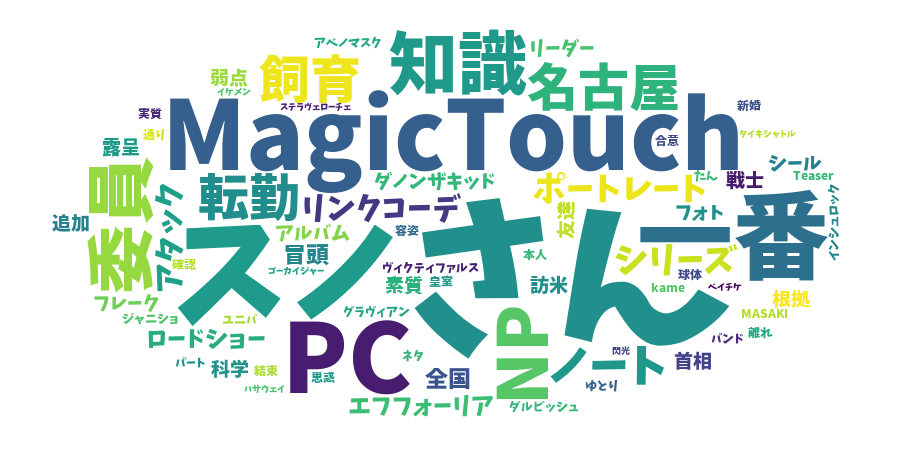 アベノマスク
知識
リーダー
弱点
飼育
名古屋
イケメン
ステラヴェローチェ
新婚
実質
MagicTouch
通り
合意
タイキシャトル
露呈
シール
Teaser
委員
転勤
ダノンザキッド
ポートレート
たん
戦士
アタック
リンクコーデ
友達
フォト
一番
インシュロック
追加
スノさん
アルバム
容姿
冒頭
本人
シリーズ
確認
ゴーカイジャー
ヴィクティファルス
球体
素質
皇室
訪米
kame
ベイチケ
フレーク
根拠
ジャニショ
ユニバ
グラヴィアン
MASAKI
ロードショー
PC
NP
バンド
離れ
パート
科学
結束
思惑
ネタ
全国
ノート
閃光
首相
ハサウェイ
ゆとり
エフフォーリア
ダルビッシュ